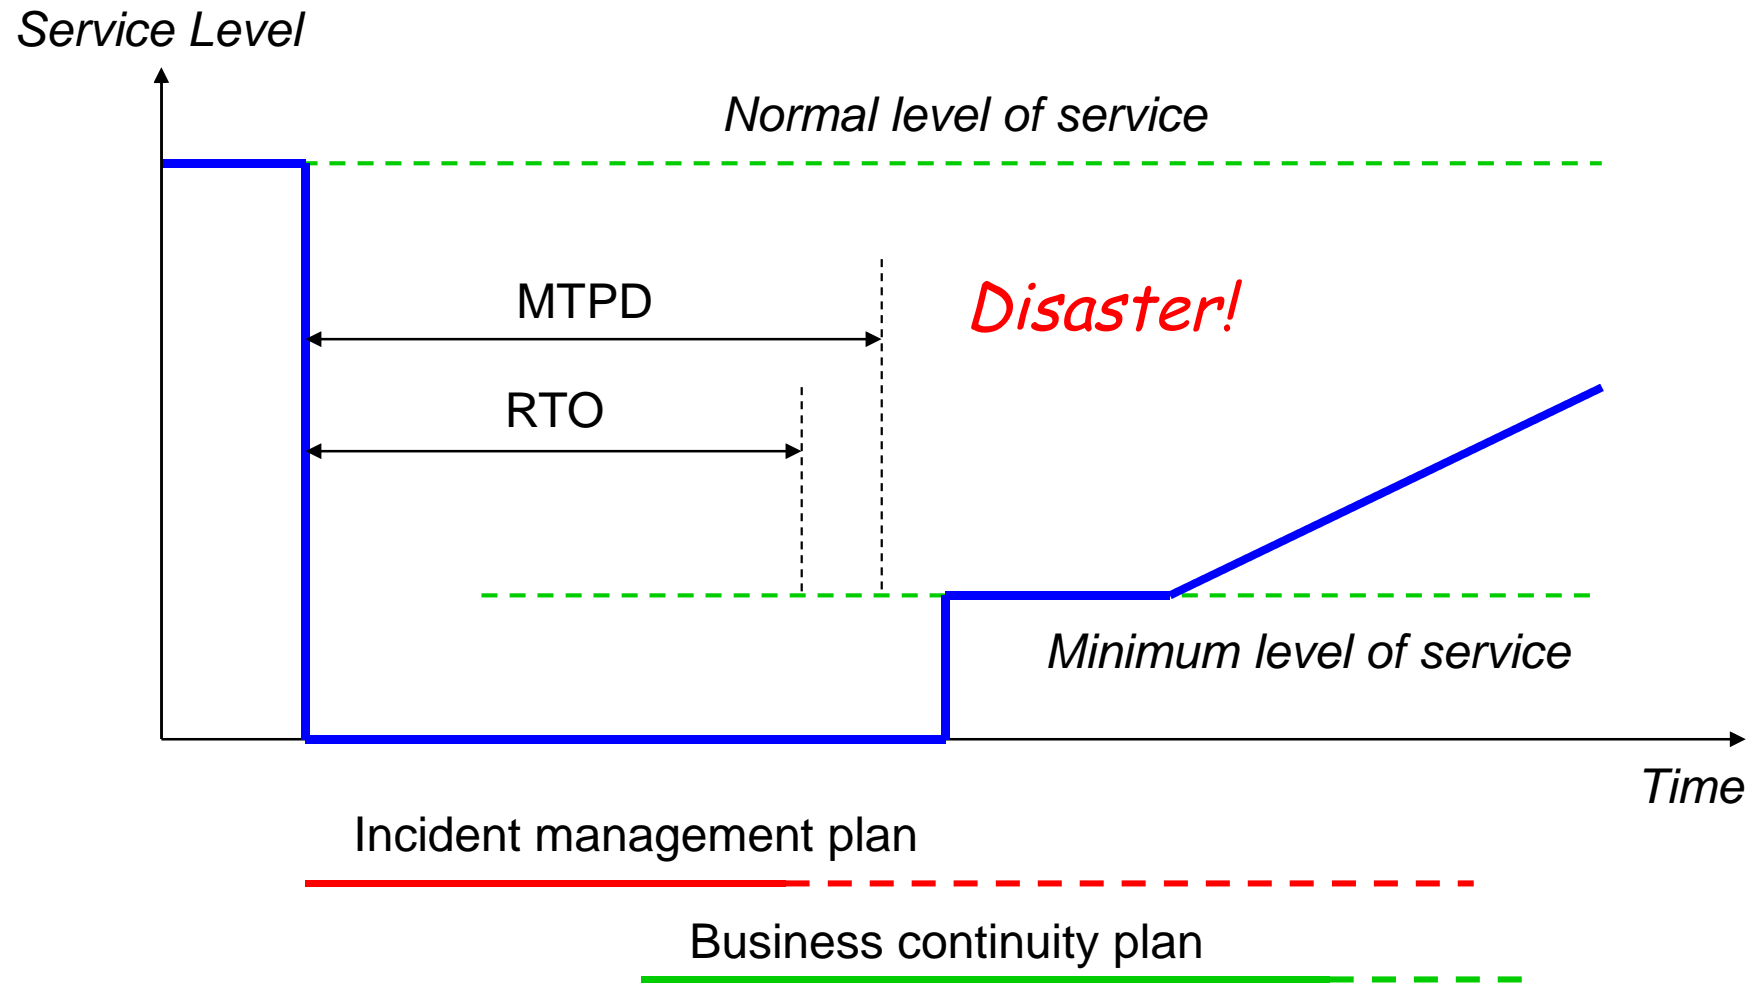 Service Level
Normal level of service
MTPD
Disaster!
RTO
Minimum level of service
Time
Incident management plan
Business continuity plan